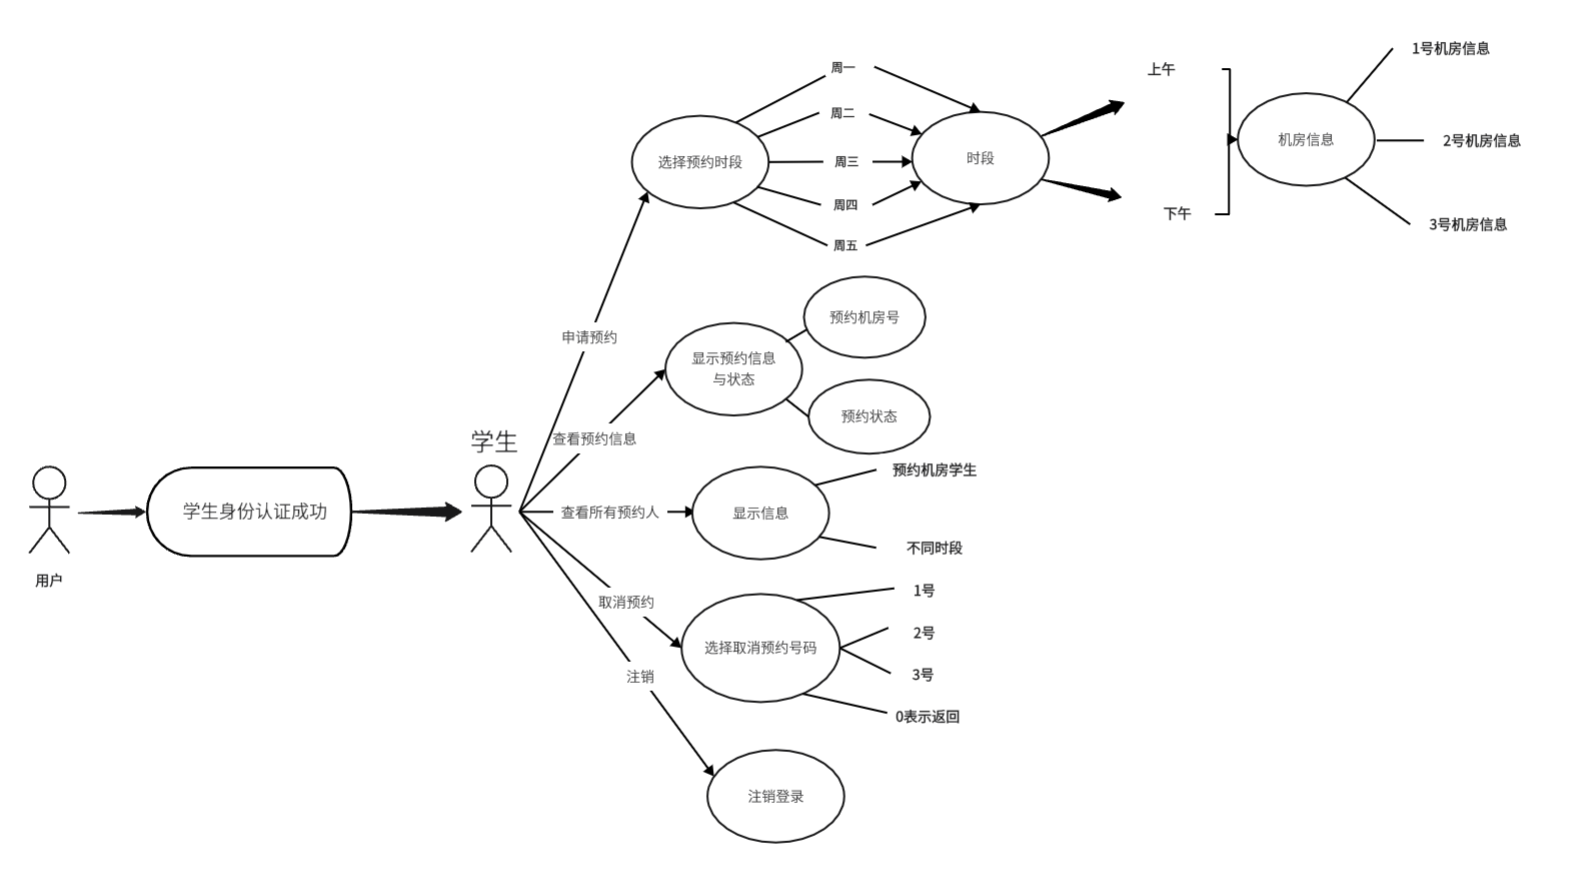 用户
学生身份认证成功
学生
申请预约
选择预约时段
周一
周二
周三
周四
周五
时段
上午
下午
机房信息
1号机房信息
2号机房信息
3号机房信息
查看预约信息
显示预约信息
与状态
预约机房号
预约状态
查看所有预约人
显示信息
预约机房学生
不同时段
取消预约
选择取消预约号码
1号
2号
3号
0表示返回
注销
注销登录